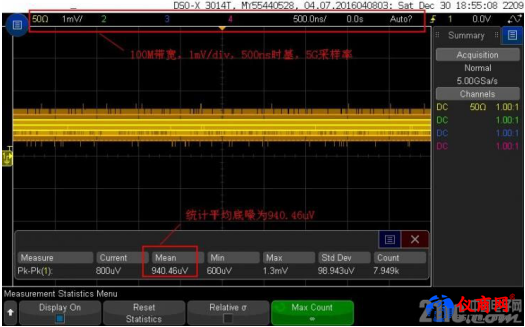 DSO-X 3014T, MY55440528, 04.07.2016040803: Sat Dec 30 18:55:08 2209
50Ω 1mV/ 2 3 4 500.0ns/ 0.0s Auto? 1 0.0V
100M带宽，1mV/div，500ns时基，5G采样率
Summary
Acquisition
Normal
5.00GSa/s
Channels
DC 50Ω 1.00:1
DC 1.00:1
DC 1.00:1
DC 1.00:1
统计平均底噪为940.46uV
Measure Current Mean Min Max Std Dev Count
Pk-Pk(1): 800uV 940.46uV 600uV 1.3mV 98.943uV 7.949k
Measurement Statistics Menu
Display On
Reset Statistics
Relative σ
Max Count
仪商网